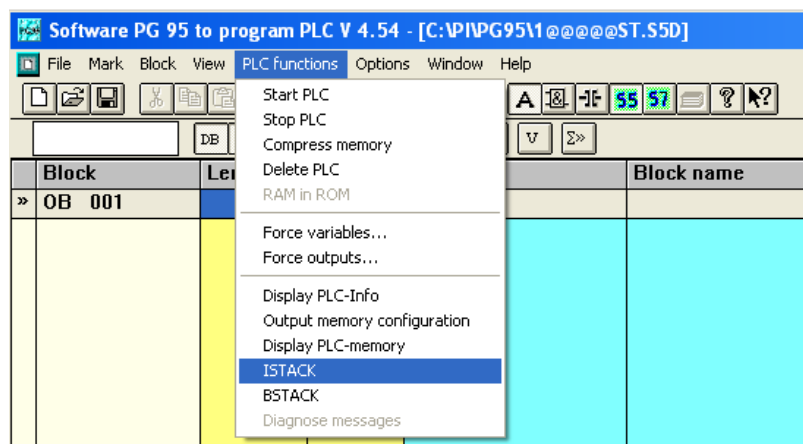 Software PG 95 to program PLC V 4.54 - [C:\PI\PG95\1@@@@@ST.S5D]
File Mark Block View PLC functions Options Window Help
A & S5 S7 ? ?
DB U Σ»
Block Len Block name
» OB 001
Start PLC
Stop PLC
Compress memory
Delete PLC
RAM in ROM
Force variables...
Force outputs...
Display PLC-Info
Output memory configuration
Display PLC-memory
ISTACK
BSTACK
Diagnose messages